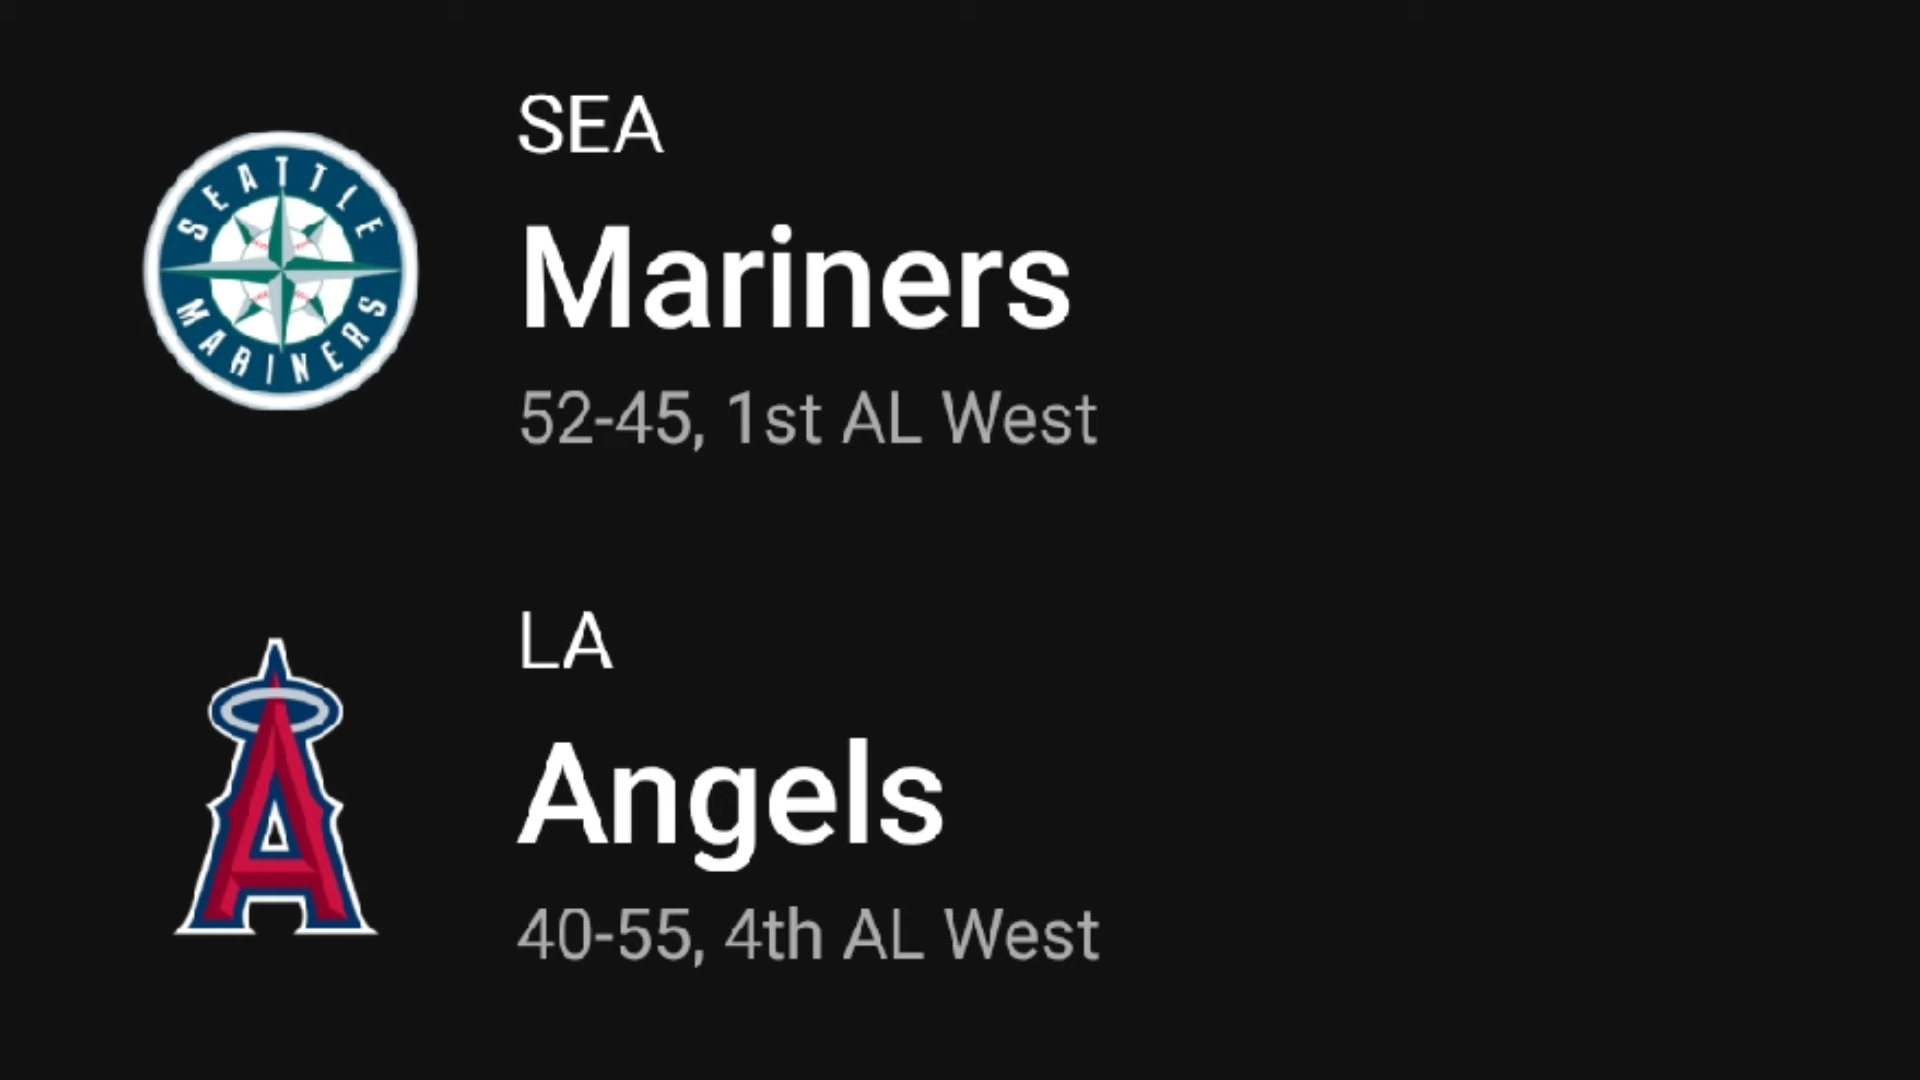 SEATTLE
MARINERS
SEA
Mariners
52-45, 1st AL West
A
LA
Angels
40-55, 4th AL West